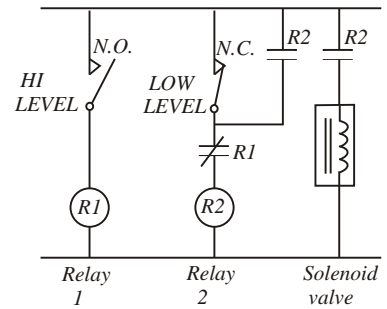 N.O.
HI
LEVEL
R1
Relay
1
N.C.
LOW
LEVEL
R1
R2
Relay
2
R2
R2
Solenoid
valve